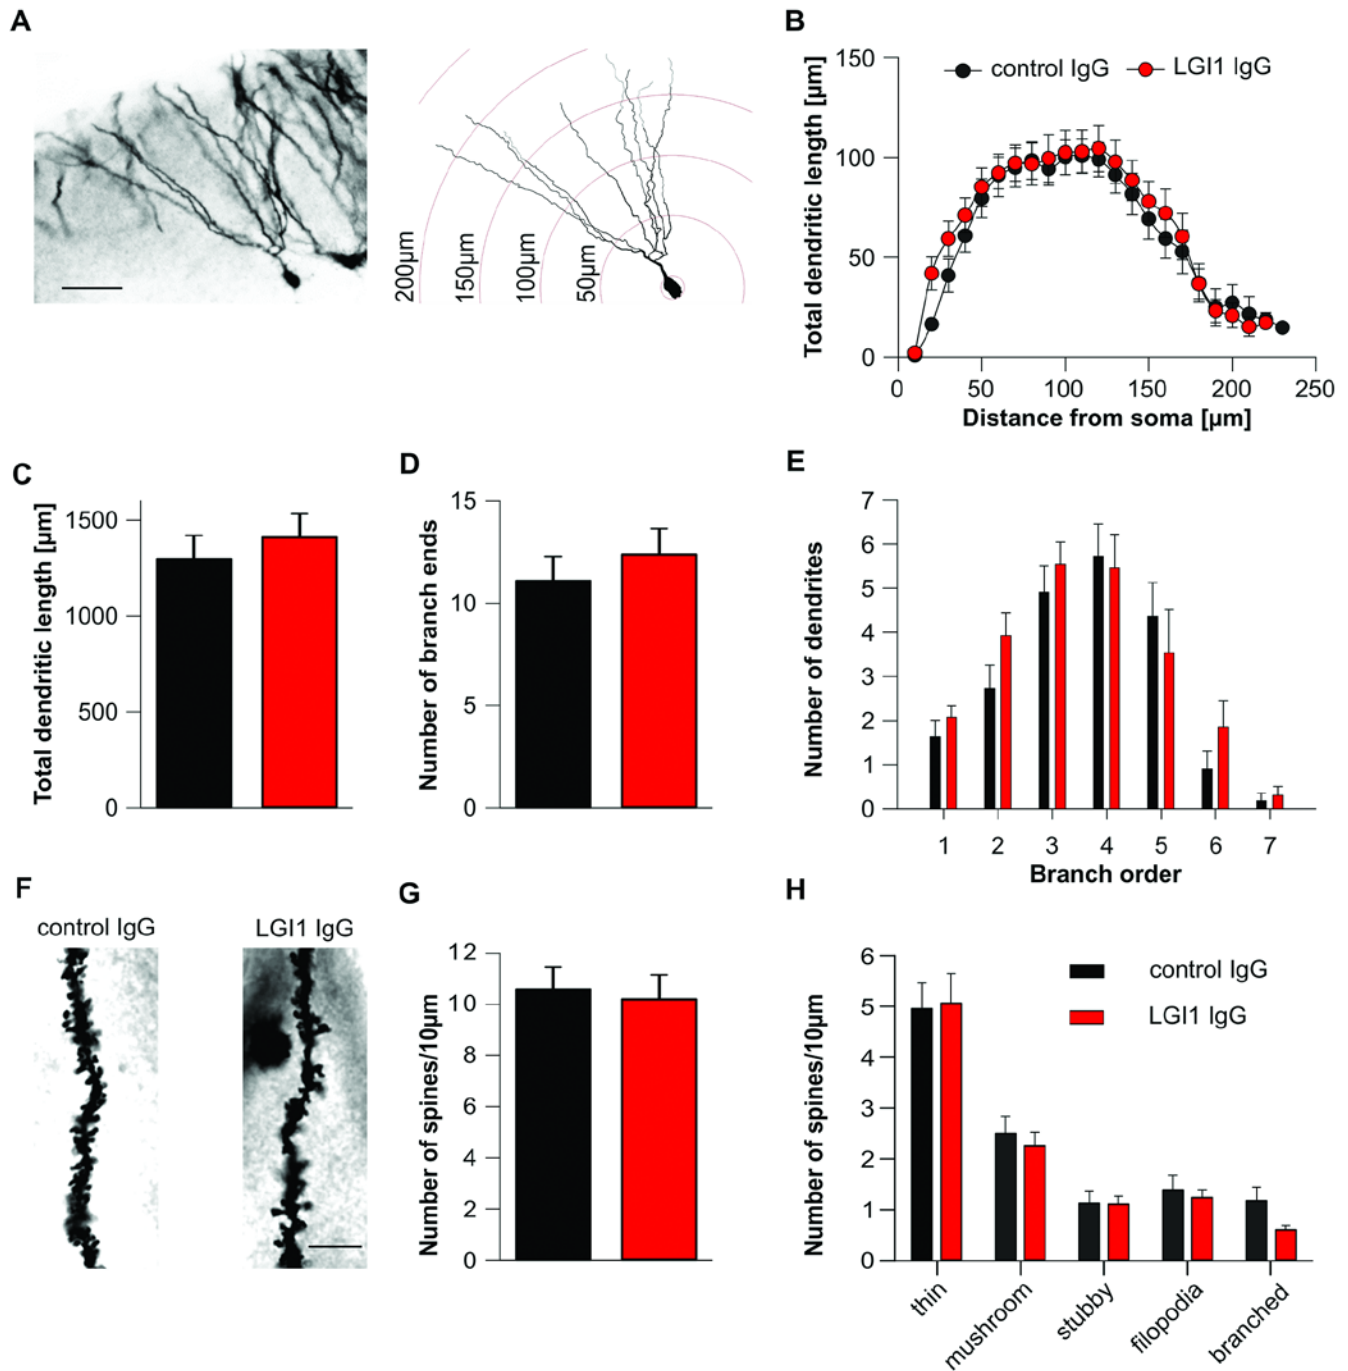 A
200µm
150µm
100µm
50µm
B
Total dendritic length [µm]
150
100
50
0
control IgG
LGI1 IgG
0
50
100
150
200
250
Distance from soma [µm]
C
Total dendritic length [µm]
1500
1000
500
0
D
Number of branch ends
15
10
5
0
E
Number of dendrites
7
6
5
4
3
2
1
0
1
2
3
4
5
6
7
Branch order
F
control IgG
LGI1 IgG
G
Number of spines/10µm
12
10
8
6
4
2
0
H
Number of spines/10µm
6
5
4
3
2
1
0
control IgG
LGI1 IgG
thin
mushroom
stubby
filopodia
branched